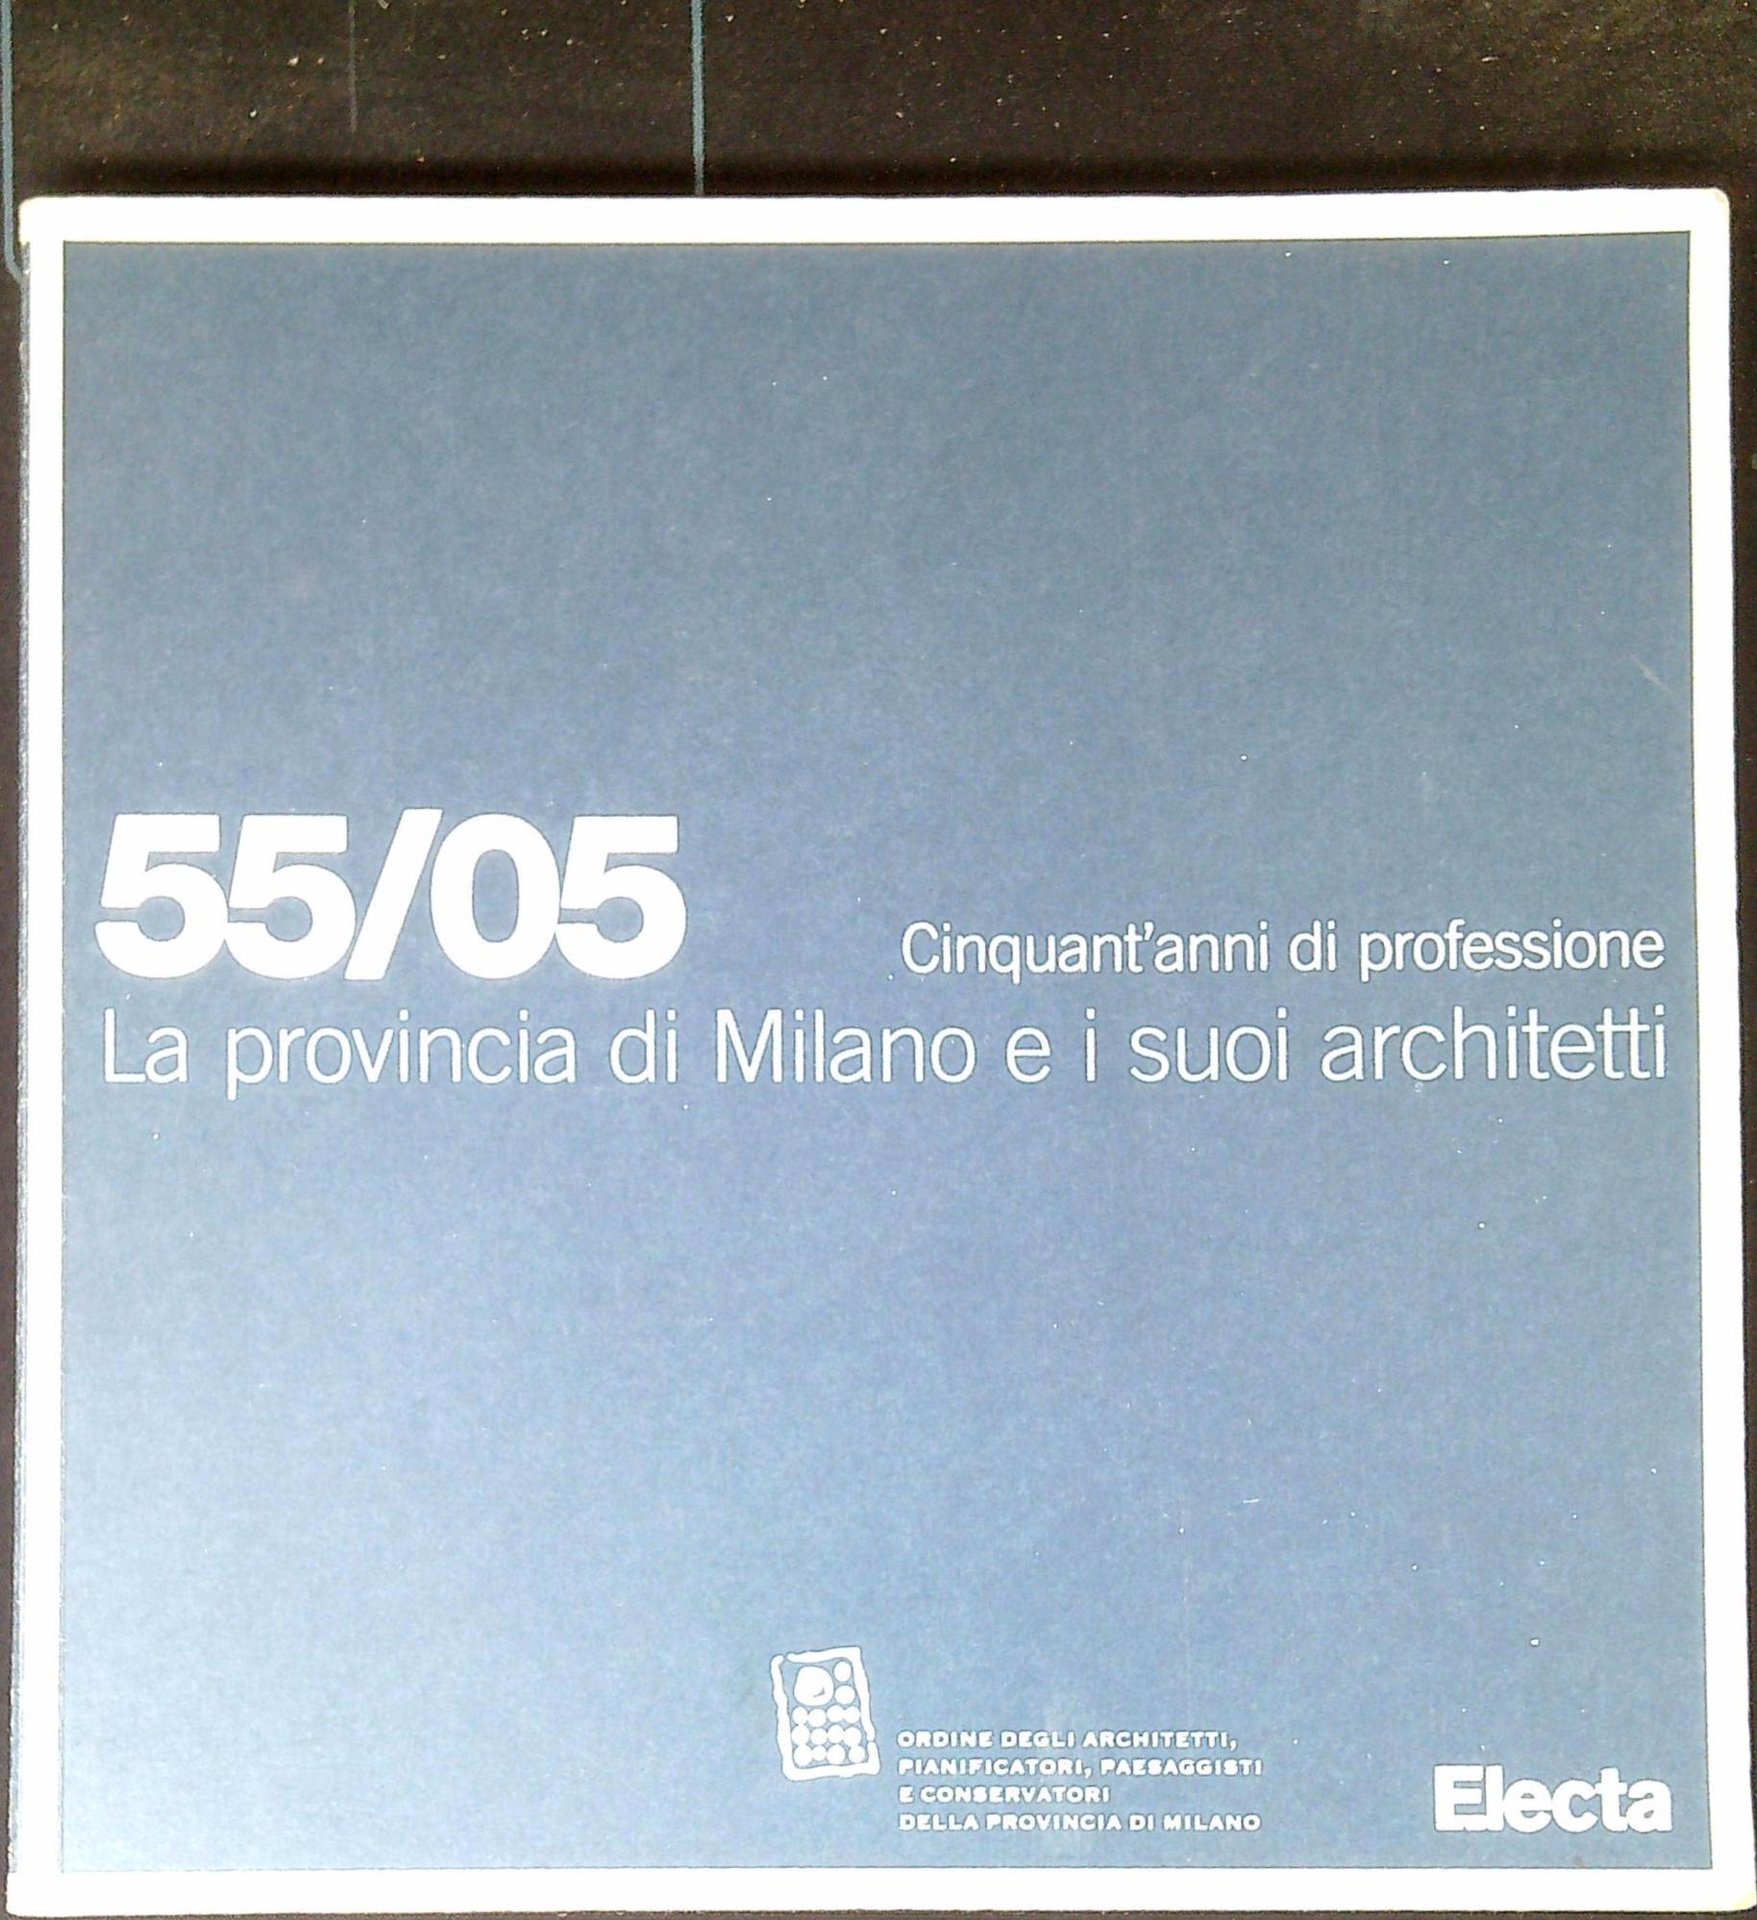 55/05
Cinquant'anni di professione
La provincia di Milano e i suoi architetti
ORDINE DEGLI ARCHITETTI,
PIANIFICATORI, PAESAGGISTI
E CONSERVATORI
DELLA PROVINCIA DI MILANO
Electa